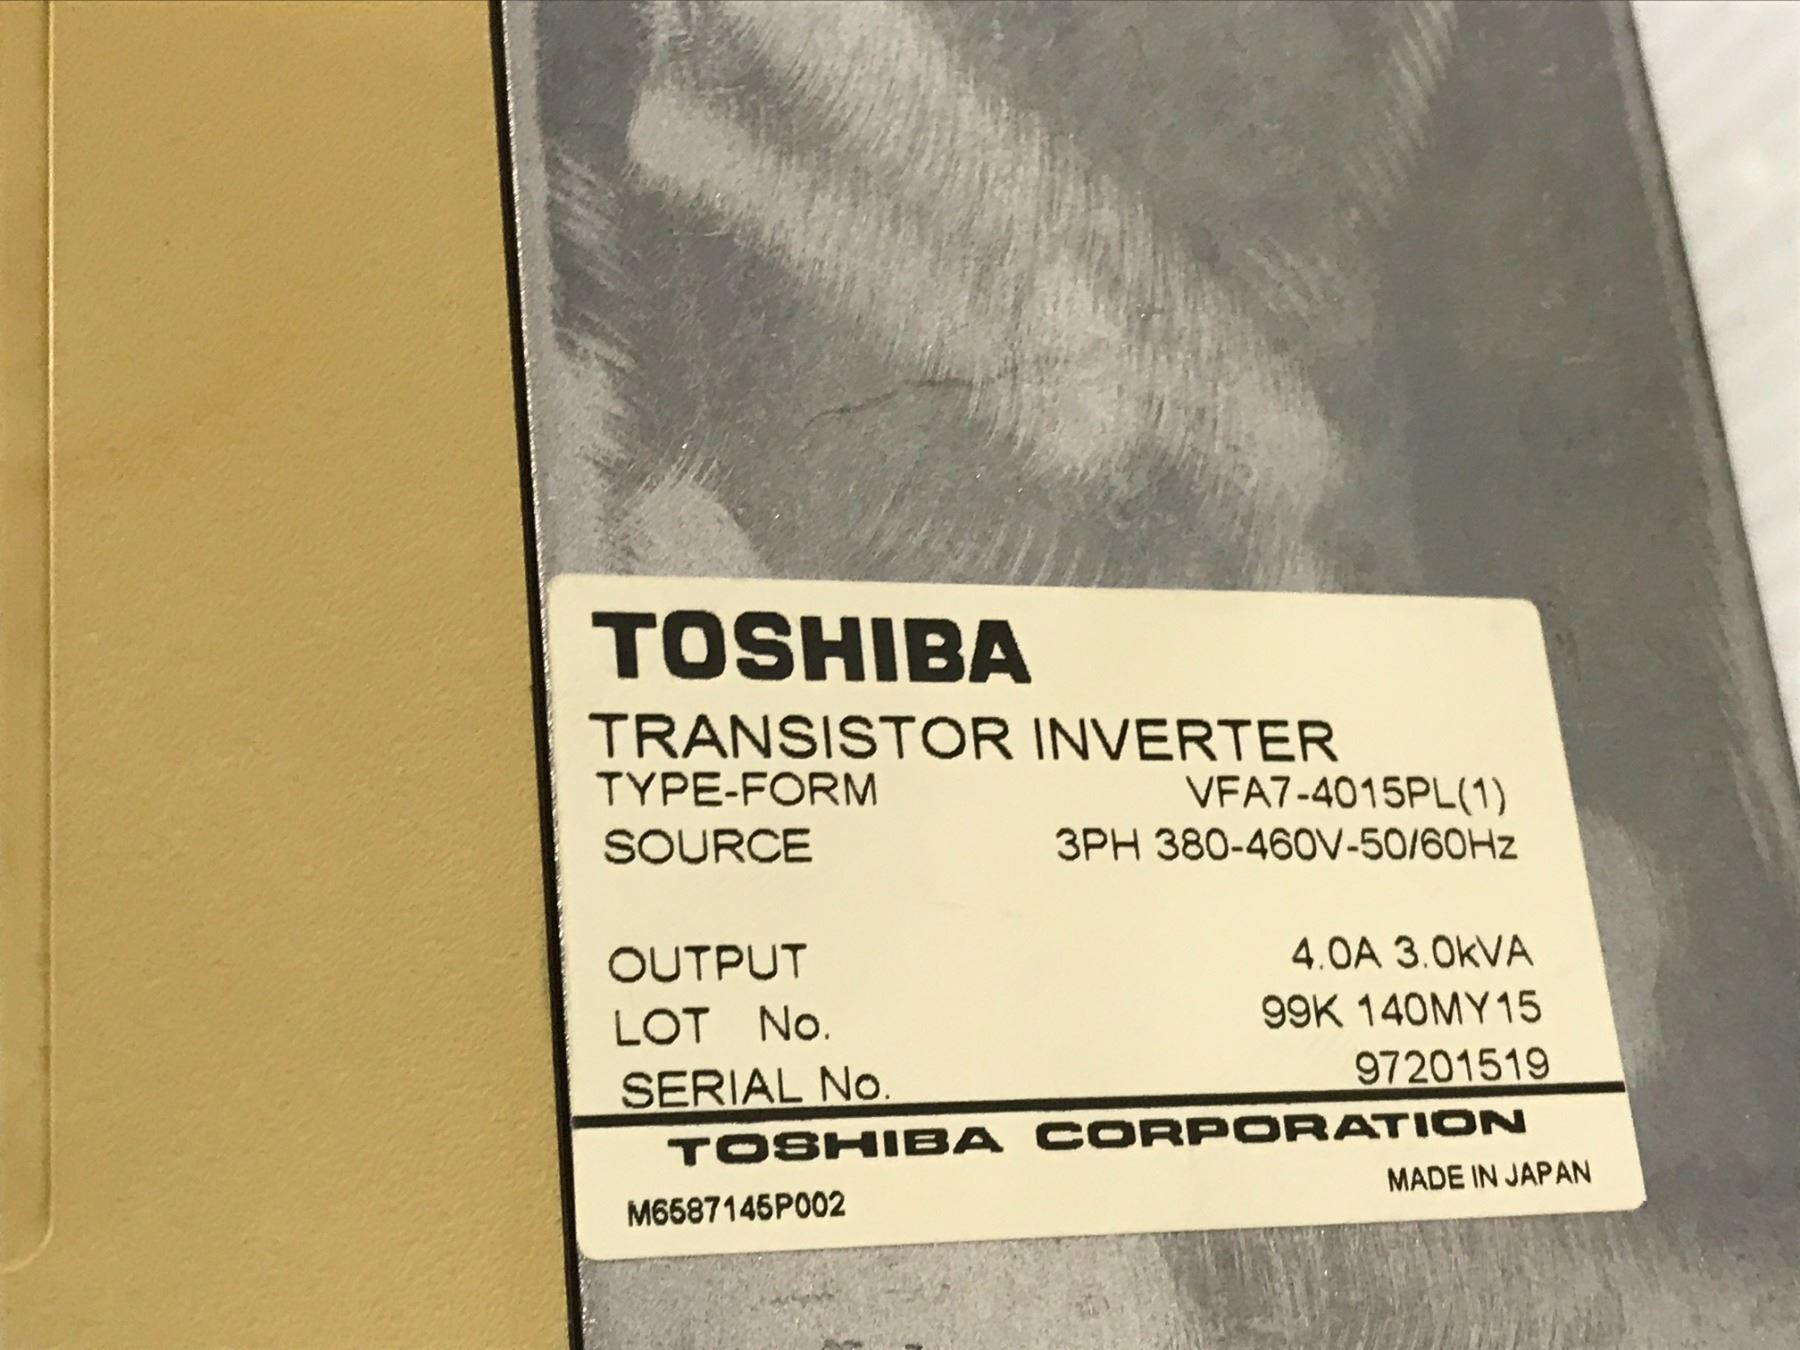 TOSHIBA
TRANSISTOR INVERTER
TYPE-FORM VFA7-4015PL(1)
SOURCE 3PH 380-460V-50/60Hz
OUTPUT 4.0A 3.0kVA
LOT No. 99K 140MY15
SERIAL No. 97201519
TOSHIBA CORPORATION
MADE IN JAPAN
M6587145P002